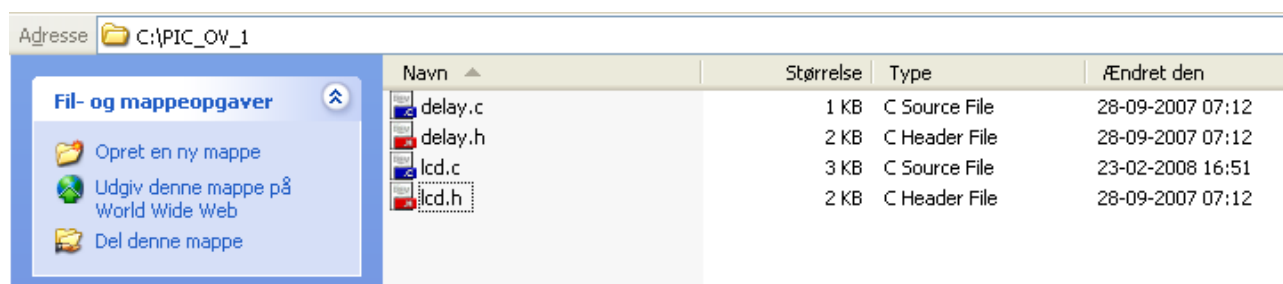 Adresse C:\PIC_OV_1
Navn Størrelse Type Ændret den
Fil- og mappeopgaver
Opret en ny mappe
Udgiv denne mappe på
World Wide Web
Del denne mappe
delay.c 1 KB C Source File 28-09-2007 07:12
delay.h 2 KB C Header File 28-09-2007 07:12
lcd.c 3 KB C Source File 23-02-2008 16:51
lcd.h 2 KB C Header File 28-09-2007 07:12